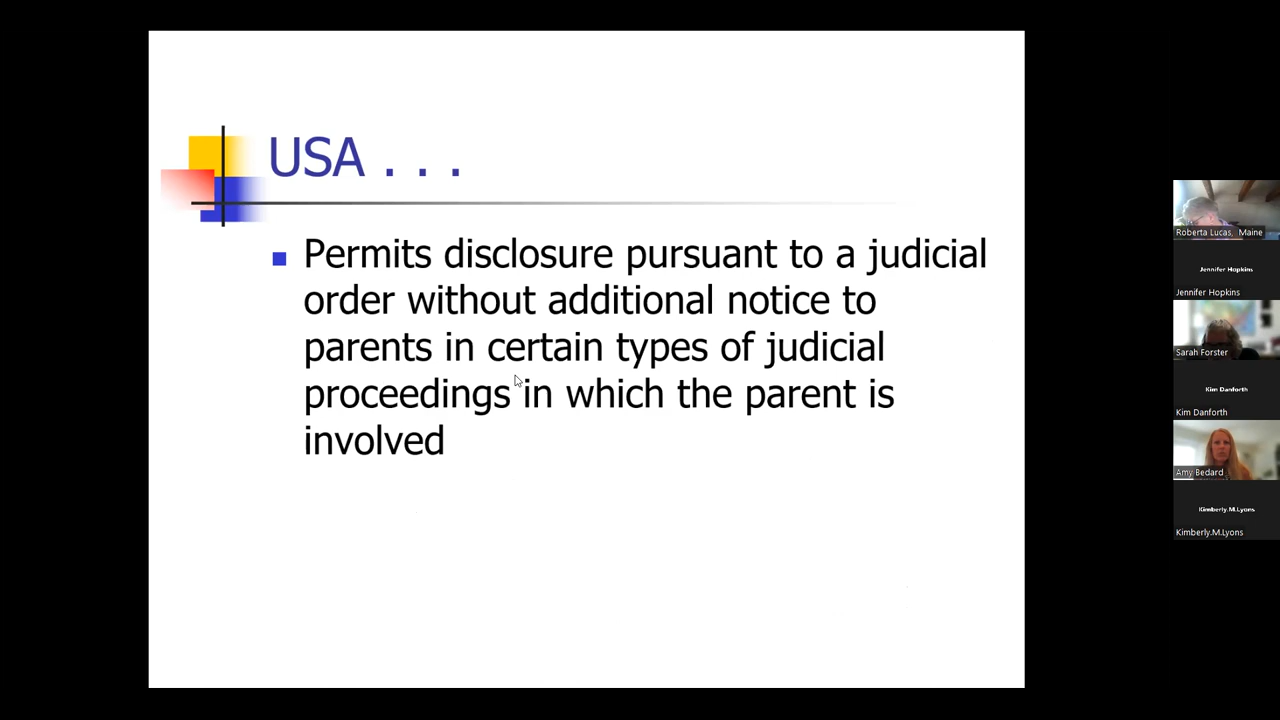 USA . . .
Permits disclosure pursuant to a judicial
order without additional notice to
parents in certain types of judicial
proceedings in which the parent is
involved
Roberta Lucas, Maine
Jennifer Hopkins
Jennifer Hopkins
Sarah Forster
Kim Danforth
Kim Danforth
Amy Bedard
Kimberly.M.Lyons
Kimberly.M.Lyons